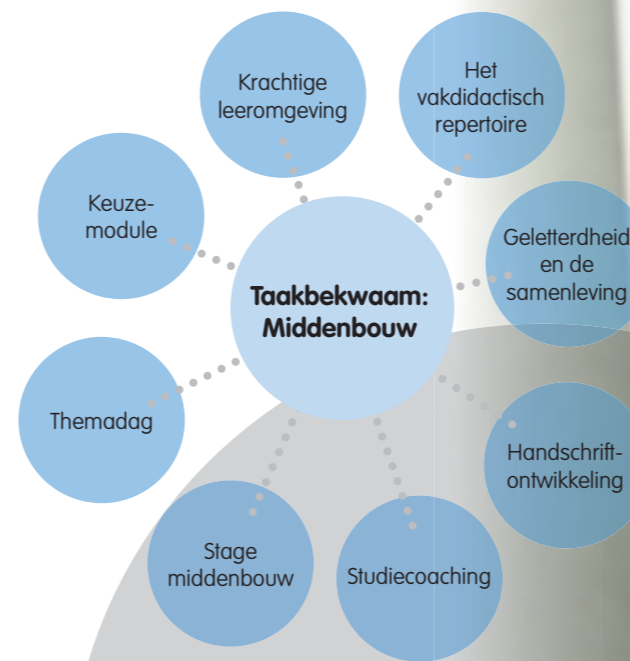 Krachtige
leeromgeving
Het
vakdidactisch
repertoire
Keuze-
module
Geletterdheid
en de
samenleving
Taakbekwaam:
Middenbouw
Themadag
Handschrift-
ontwikkeling
Stage
middenbouw
Studiecoaching